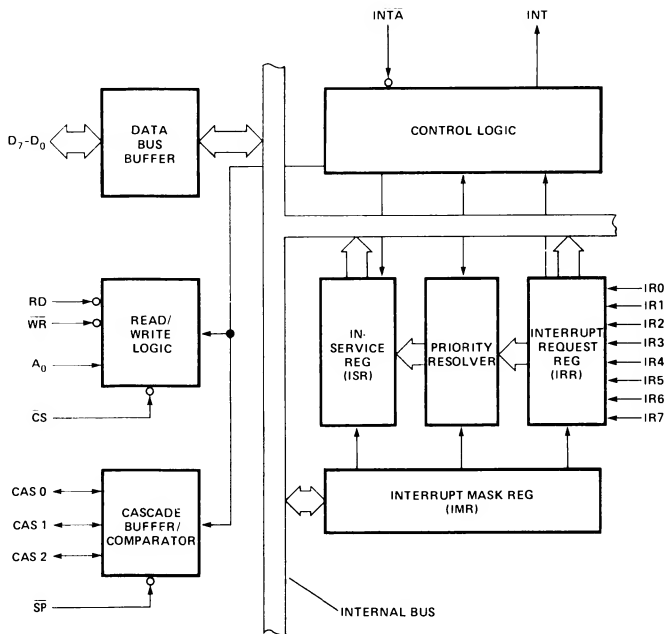 INTA INT
DATA
BUS
BUFFER
D7-D0
CONTROL LOGIC
RD
WR
A0
READ/
WRITE
LOGIC
CS
IN-
SERVICE
REG
(ISR)
PRIORITY
RESOLVER
INTERRUPT
REQUEST
REG
(IRR)
IR0
IR1
IR2
IR3
IR4
IR5
IR6
IR7
CAS 0
CAS 1
CAS 2
CASCADE
BUFFER/
COMPARATOR
SP
INTERRUPT MASK REG
(IMR)
INTERNAL BUS